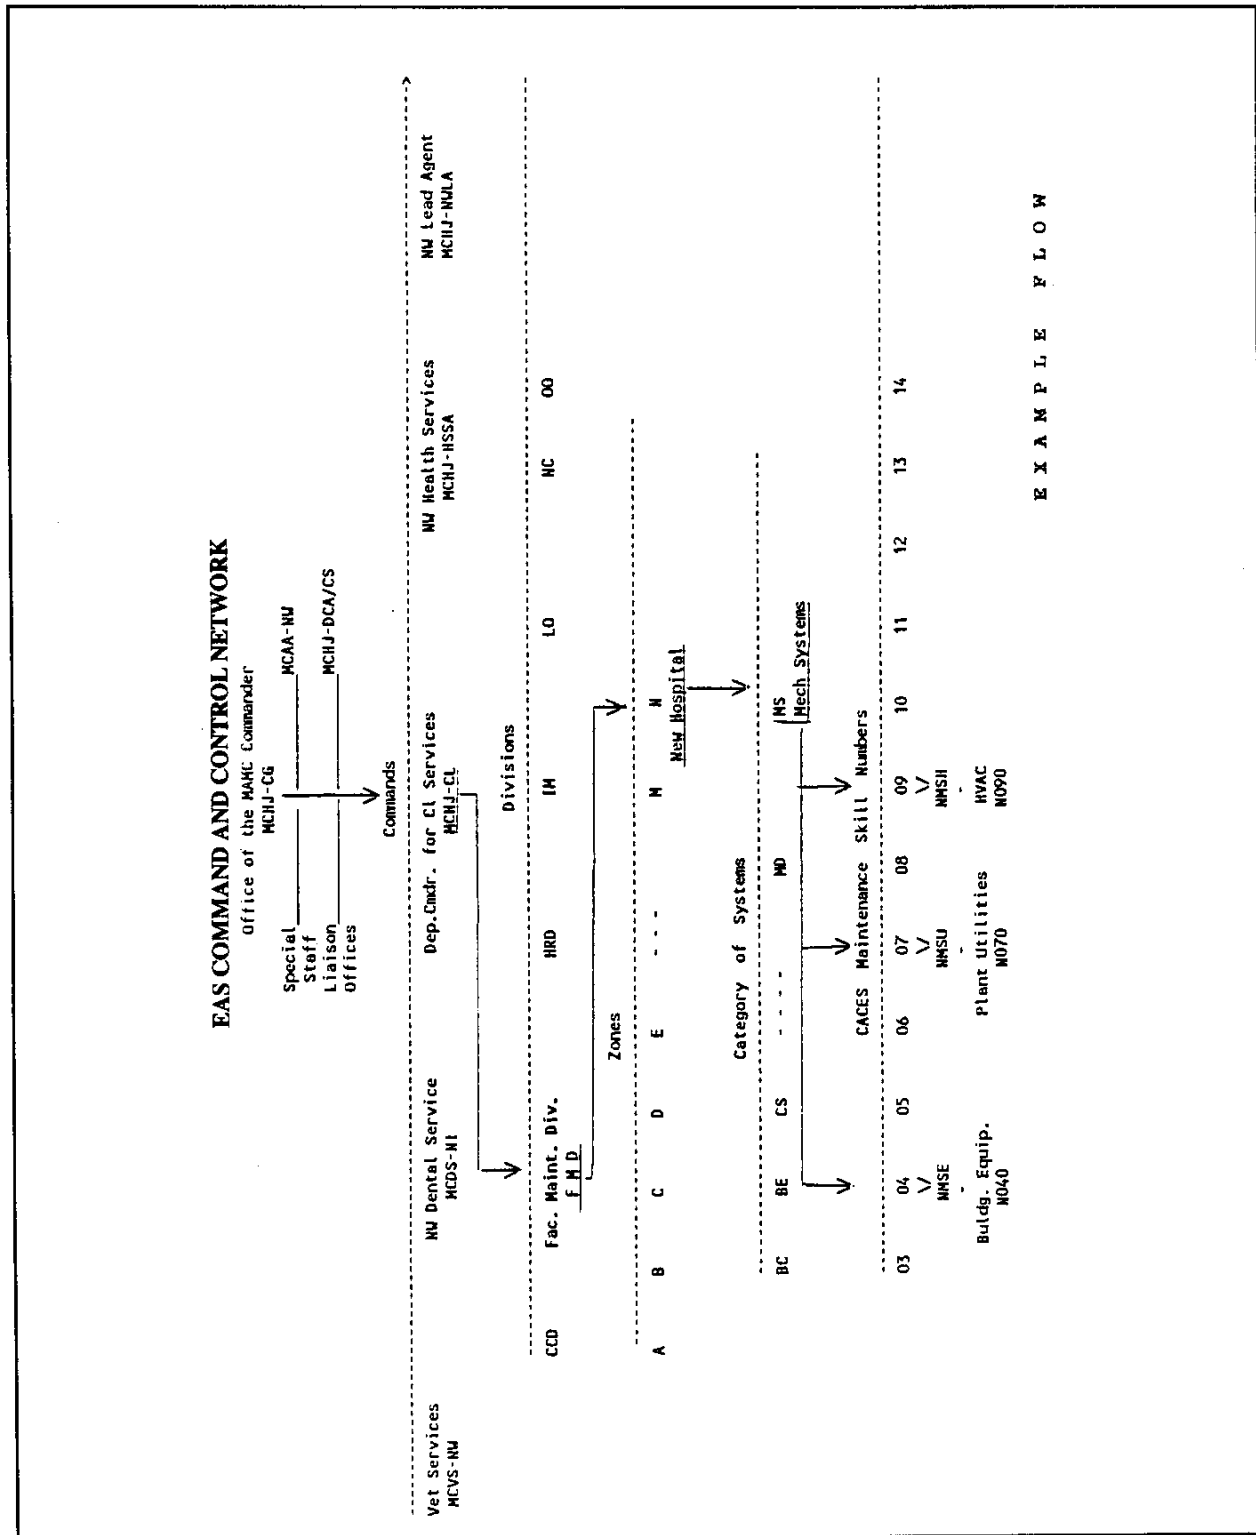 EAS COMMAND AND CONTROL NETWORK
Office of the MAMC Commander
MCHJ-CG
Special MCAA-NW
Staff
Liaison MCHJ-DCA/CS
Offices
Commands
Vet Services NW Dental Service Dep.Cmdr. for Cl Services NW Health Services NW Lead Agent
MCVS-NW MCDS-NI MCHJ-CL MCHJ-HSSA MCHJ-NWLA
Divisions
CCD Fac. Maint. Div. HRD IM LO NC OO
F M D
Zones
A B C D E - - - M N
New Hospital
Category of Systems
BC BE CS - - - - MD MS
Mech Systems
CACES Maintenance Skill Numbers
03 04 05 06 07 08 09 10 11 12 13 14
NMSE NMSU NMSH
Buldg. Equip. Plant Utilities HVAC
N040 N070 N090
E X A M P L E F L O W